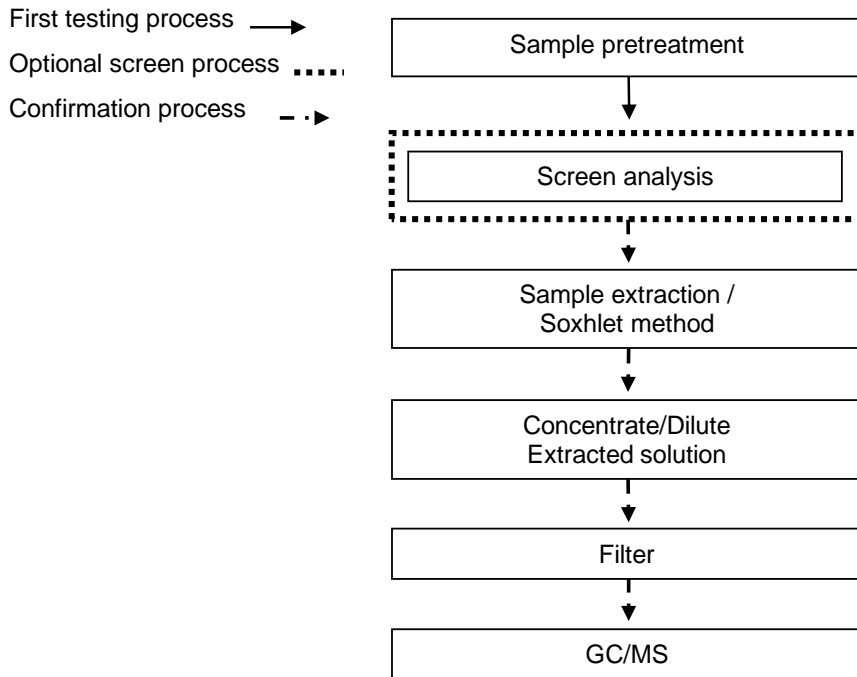 First testing process
Optional screen process
Confirmation process
Sample pretreatment
Screen analysis
Sample extraction /
Soxhlet method
Concentrate/Dilute
Extracted solution
Filter
GC/MS